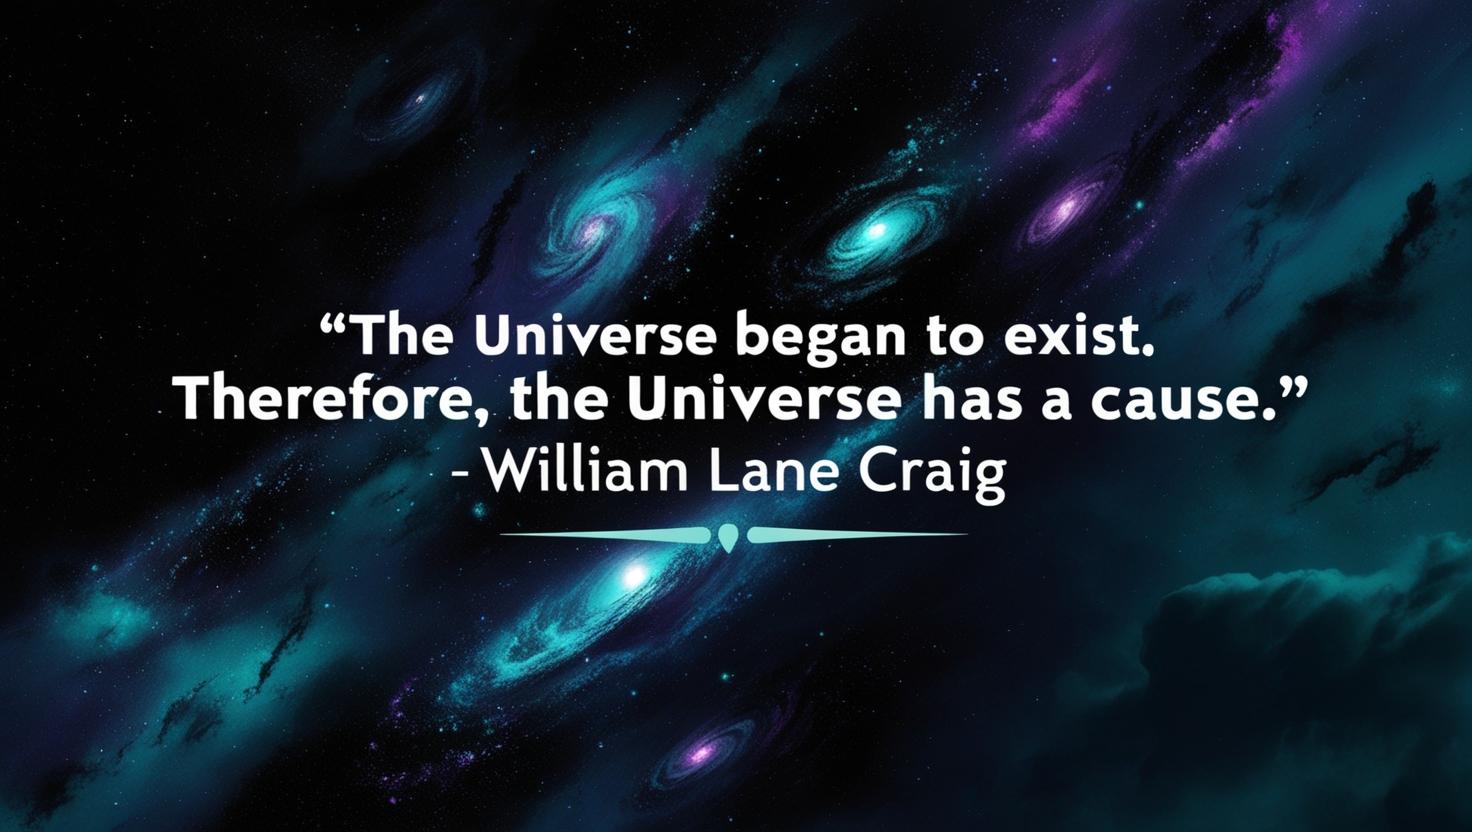 “The Universe began to exist.
Therefore, the Universe has a cause.”
- William Lane Craig